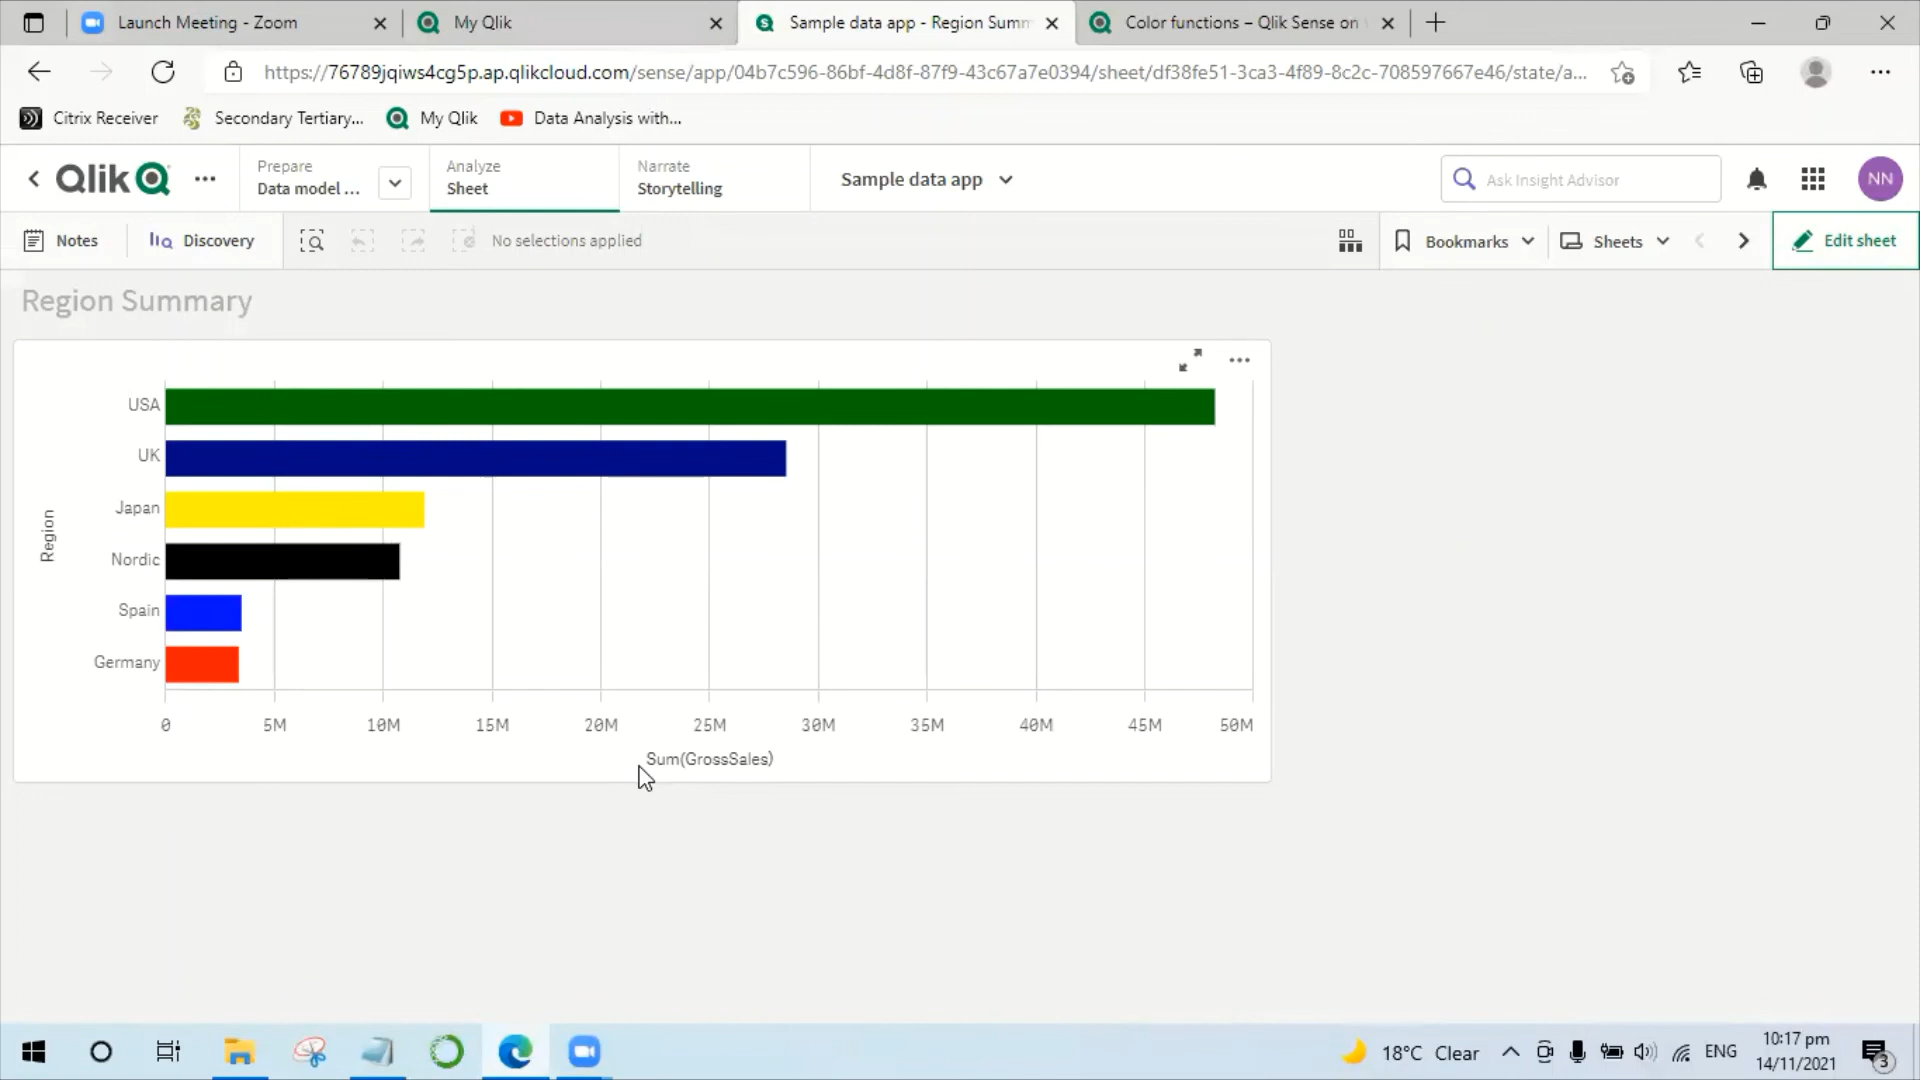 Launch Meeting - Zoom
My Qlik
Sample data app - Region Summ
Color functions – Qlik Sense on
https://76789jqiws4cg5p.ap.qlikcloud.com/sense/app/04b7c596-86bf-4d8f-87f9-43c67a7e0394/sheet/df38fe51-3ca3-4f89-8c2c-708597667e46/state/a...
Citrix Receiver
Secondary Tertiary...
My Qlik
Data Analysis with...
Qlik
Prepare
Data model ...
Analyze
Sheet
Narrate
Storytelling
Sample data app
Ask Insight Advisor
NN
Notes
Discovery
No selections applied
Bookmarks
Sheets
Edit sheet
Region Summary
Region
USA
UK
Japan
Nordic
Spain
Germany
0 5M 10M 15M 20M 25M 30M 35M 40M 45M 50M
Sum(GrossSales)
18°C Clear
ENG
10:17 pm
14/11/2021
3